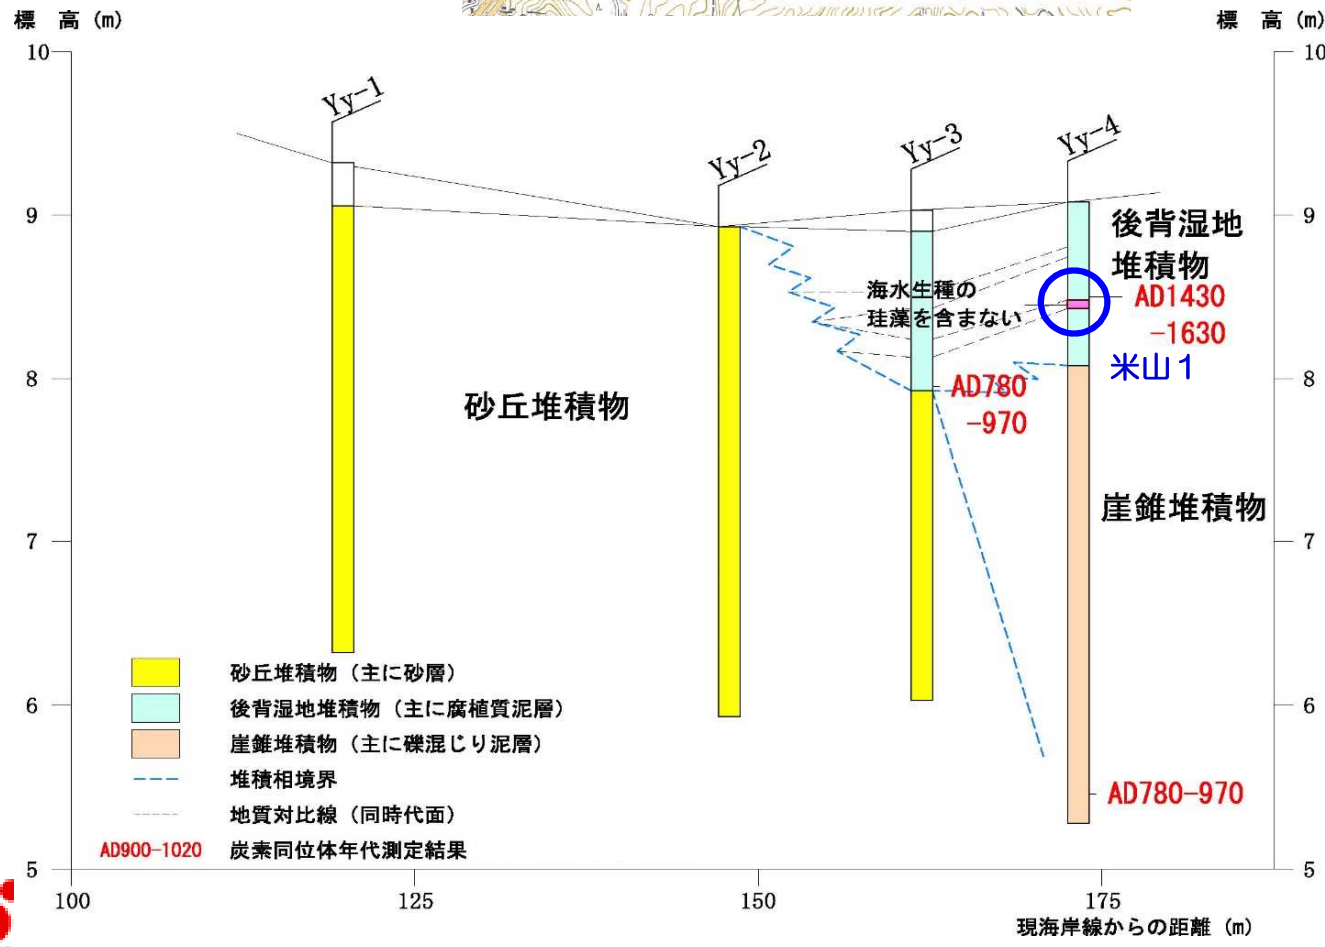 標 高 (m)
標 高 (m)
10
10
Yy-1
Yy-2
Yy-3
Yy-4
9
9
後背湿地
堆積物
海水生種の
珪藻を含まない
AD1430
-1630
米山1
8
8
AD780
-970
砂丘堆積物
崖錐堆積物
7
7
砂丘堆積物（主に砂層）
後背湿地堆積物（主に腐植質泥層）
崖錐堆積物（主に礫混じり泥層）
堆積相境界
地質対比線（同時代面）
AD900-1020 炭素同位体年代測定結果
6
6
AD780-970
5
5
100
125
150
175
現海岸線からの距離 (m)